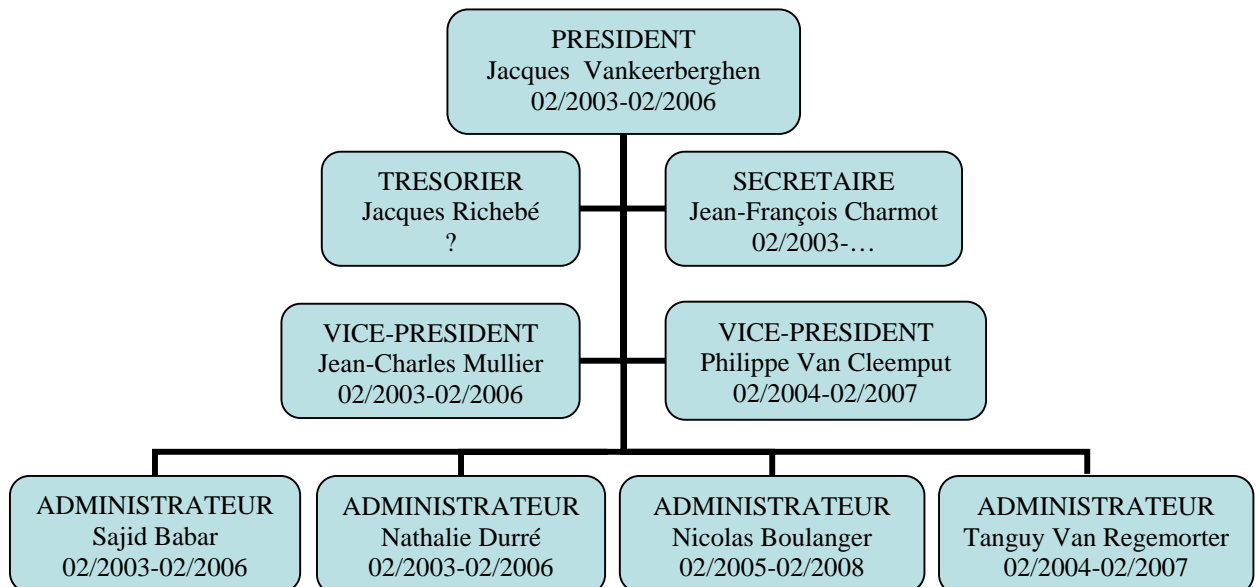 PRESIDENT
Jacques Vankeerberghen
02/2003-02/2006
TRESORIER
Jacques Richebé
?
SECRETAIRE
Jean-François Charmot
02/2003-…
VICE-PRESIDENT
Jean-Charles Mullier
02/2003-02/2006
VICE-PRESIDENT
Philippe Van Cleemput
02/2004-02/2007
ADMINISTRATEUR
Sajid Babar
02/2003-02/2006
ADMINISTRATEUR
Nathalie Durré
02/2003-02/2006
ADMINISTRATEUR
Nicolas Boulanger
02/2005-02/2008
ADMINISTRATEUR
Tanguy Van Regemorter
02/2004-02/2007